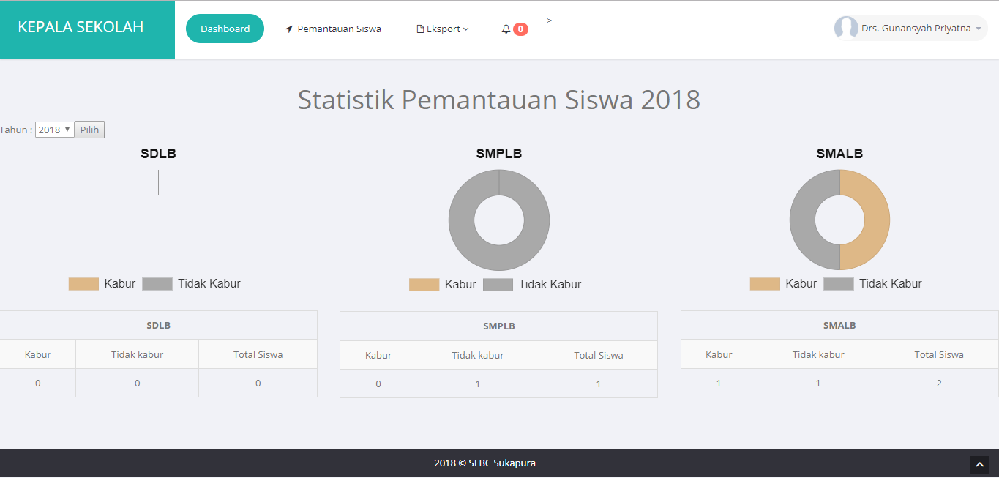 KEPALA SEKOLAH
Dashboard Pemantauan Siswa Eksport 0 >
Drs. Gunansyah Priyatna
Statistik Pemantauan Siswa 2018
Tahun : 2018 Pilih
SDLB SMPLB SMALB
Kabur Tidak Kabur Kabur Tidak Kabur Kabur Tidak Kabur
SDLB SMPLB SMALB
Kabur Tidak kabur Total Siswa Kabur Tidak kabur Total Siswa Kabur Tidak kabur Total Siswa
0 0 0 0 1 1 1 1 2
2018 © SLBC Sukapura